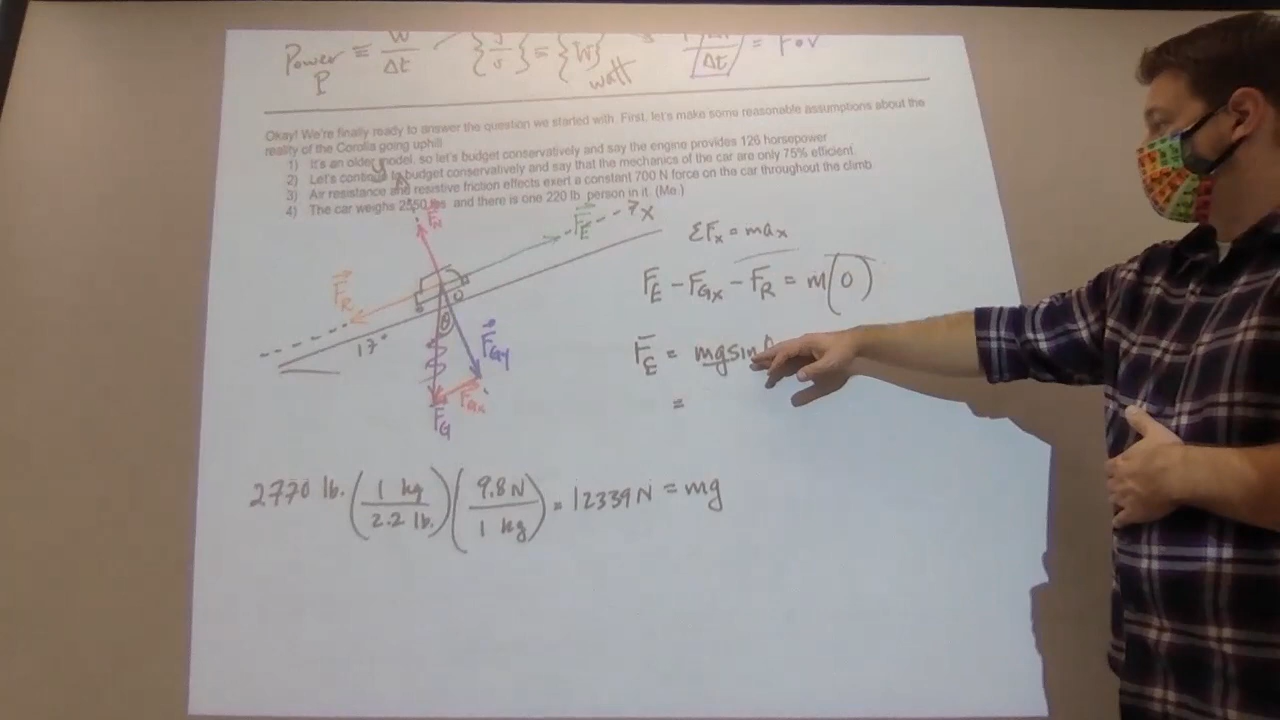 Power ≡ W/Δt {J/s} = {W} Δt = F•v
P watt
Okay! We're finally ready to answer the question we started with. First, let's make some reasonable assumptions about the
reality of the Corolla going uphill
1) It's an older model, so let's budget conservatively and say the engine provides 126 horsepower
2) Let's continue to budget conservatively and say that the mechanics of the car are only 75% efficient.
3) Air resistance and resistive friction effects exert a constant 700 N force on the car throughout the climb
4) The car weighs 2550 lbs and there is one 220 lb person in it. (Me.)
F_N F_E x
ΣF_x = ma_x
F_R
F_E - F_Gx - F_R = m(0)
θ
17°
F_Gy
F_E = mgsin
F_Gx
=
F_G
2770 lb. (1 kg / 2.2 lb.) (9.8 N / 1 kg) = 12339 N = mg